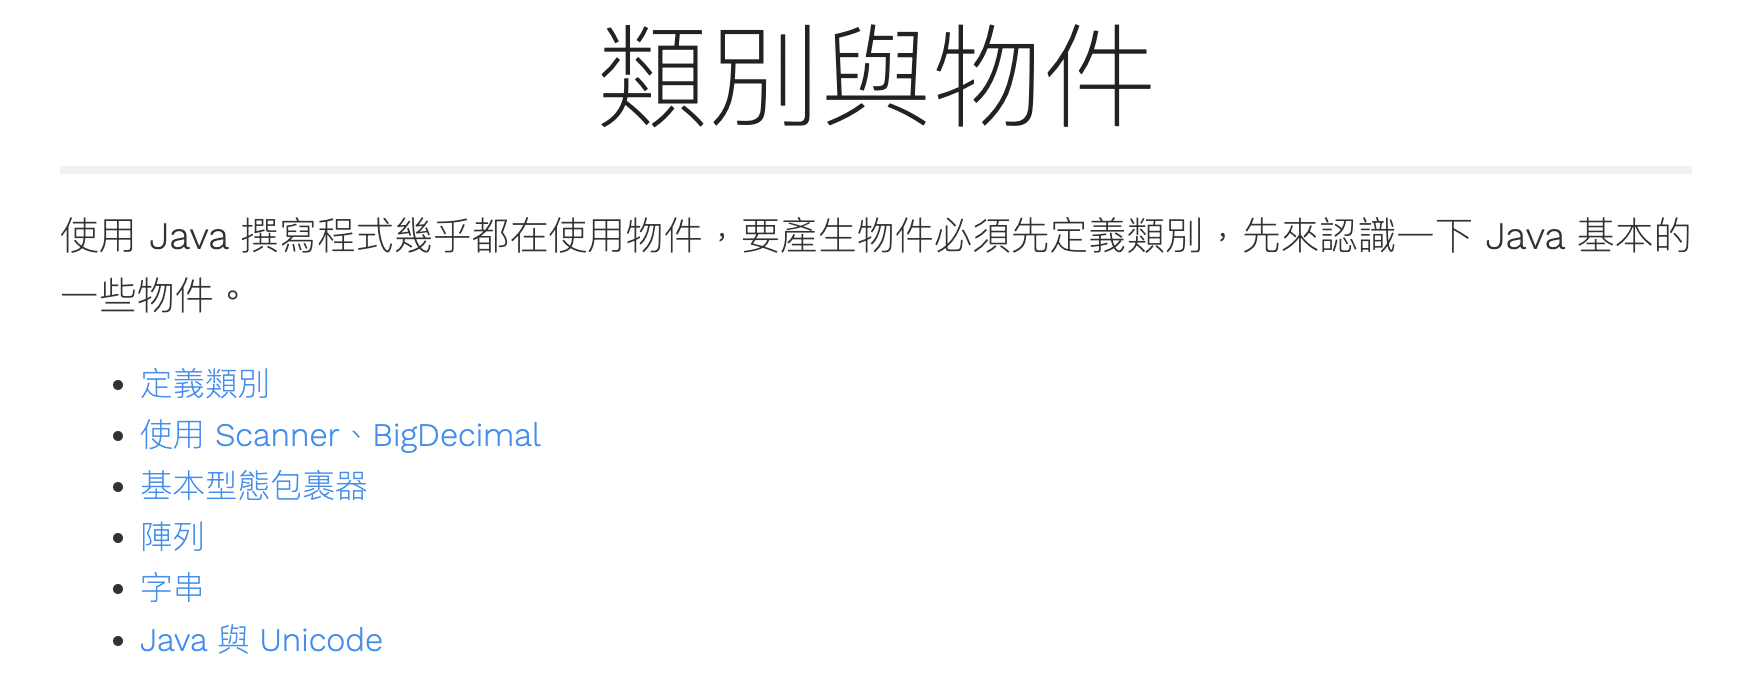 類別與物件
使用 Java 撰寫程式幾乎都在使用物件，要產生物件必須先定義類別，先來認識一下 Java 基本的
一些物件。
定義類別
使用 Scanner、BigDecimal
基本型態包裹器
陣列
字串
Java 與 Unicode